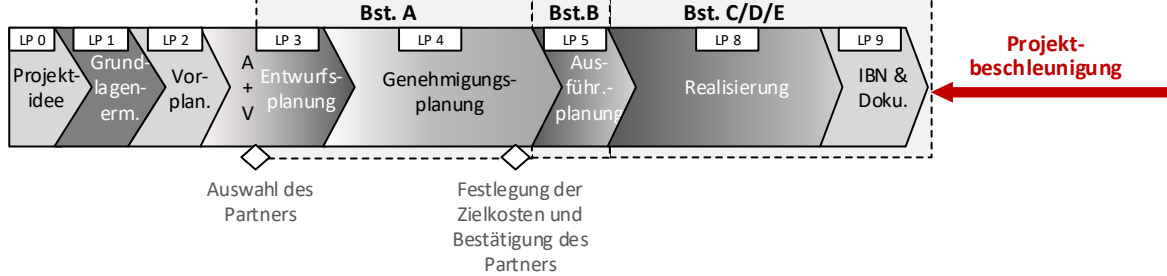 Bst. A
Bst.B
Bst. C/D/E
LP 0
LP 1
LP 2
LP 3
LP 4
LP 5
LP 8
LP 9
Projekt-
idee
Grund-
lagen-
erm.
Vor-
plan.
A
+
V
Entwurfs-
planung
Genehmigungs-
planung
Aus-
führ.-
planung
Realisierung
IBN &
Doku.
Projekt-
beschleunigung
Auswahl des
Partners
Festlegung der
Zielkosten und
Bestätigung des
Partners